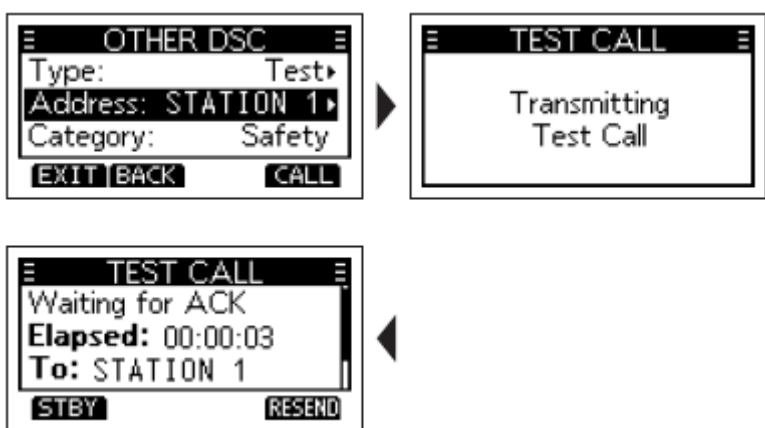 OTHER DSC
Type: Test
Address: STATION 1
Category: Safety
EXIT BACK CALL
TEST CALL
Transmitting
Test Call
TEST CALL
Waiting for ACK
Elapsed: 00:00:03
To: STATION 1
STBY RESEND